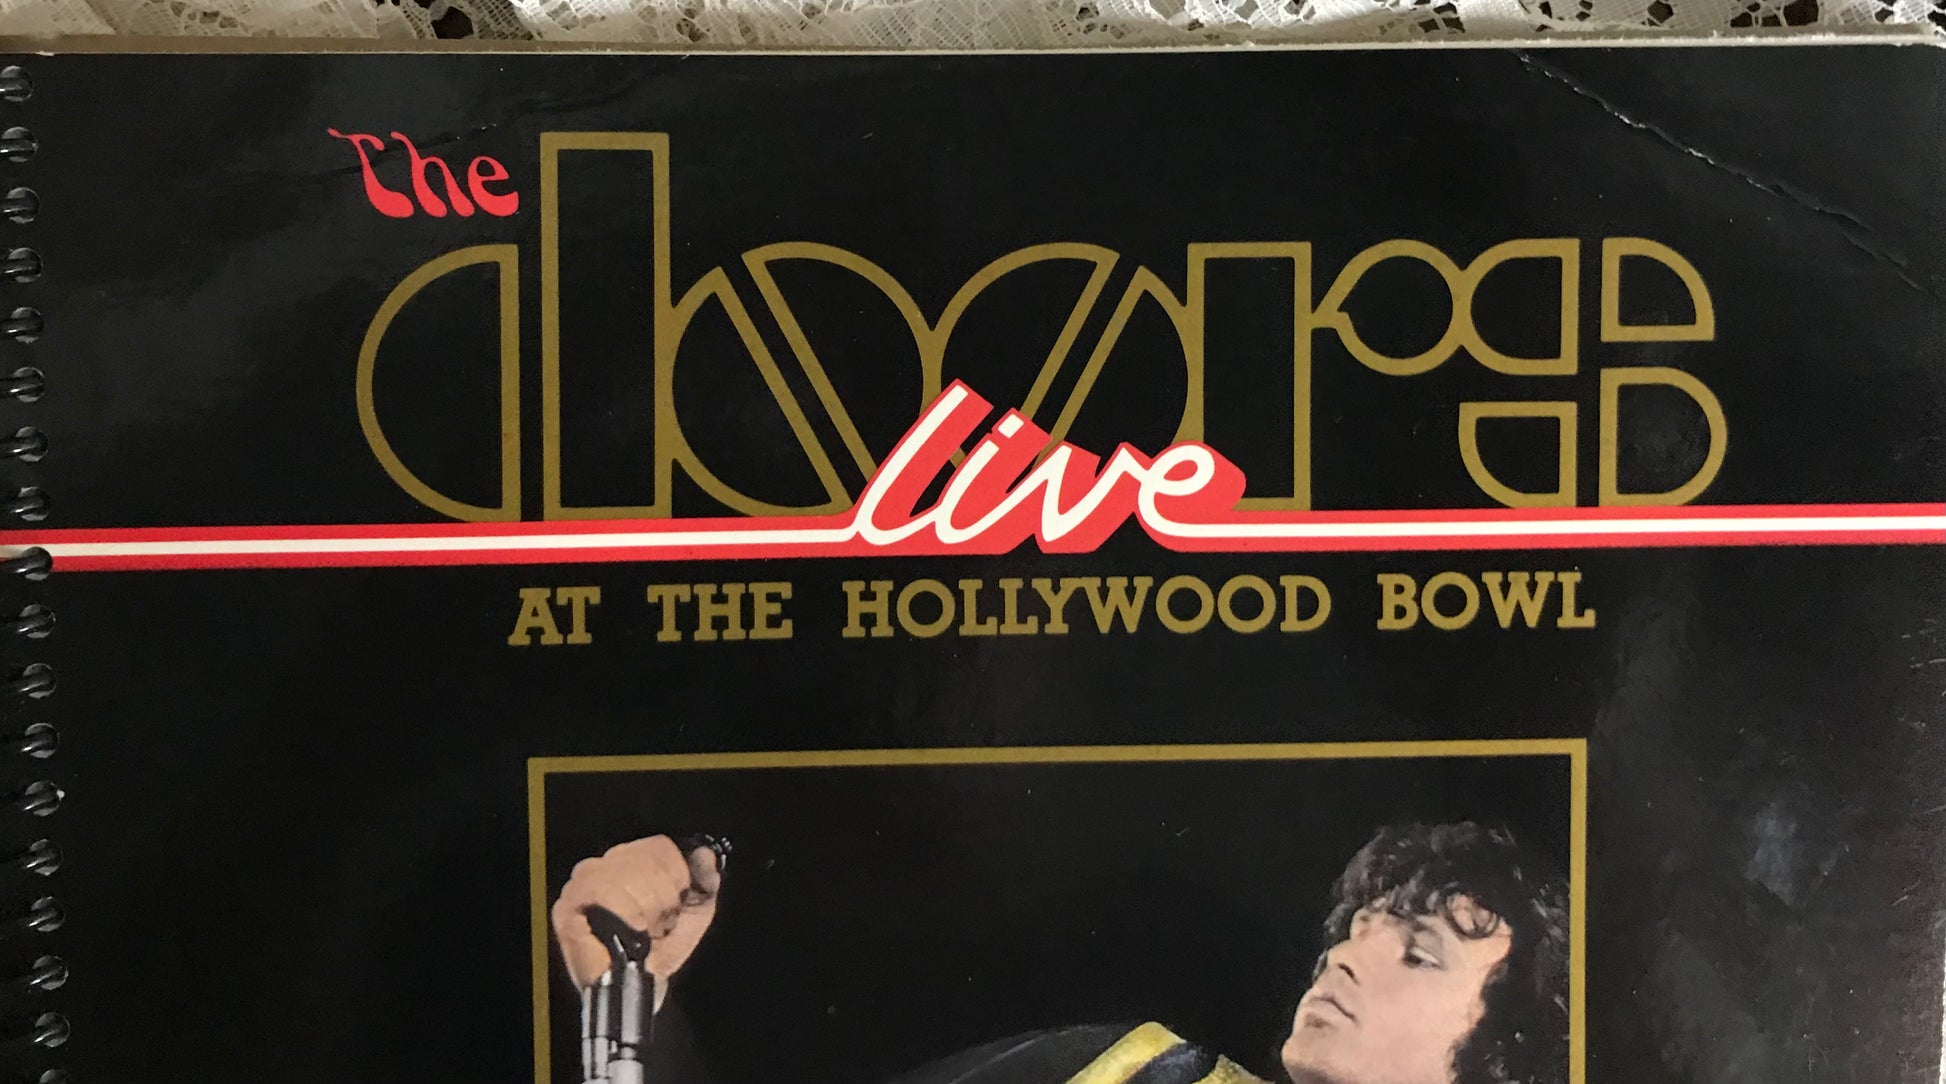 The
doors
live
AT THE HOLLYWOOD BOWL